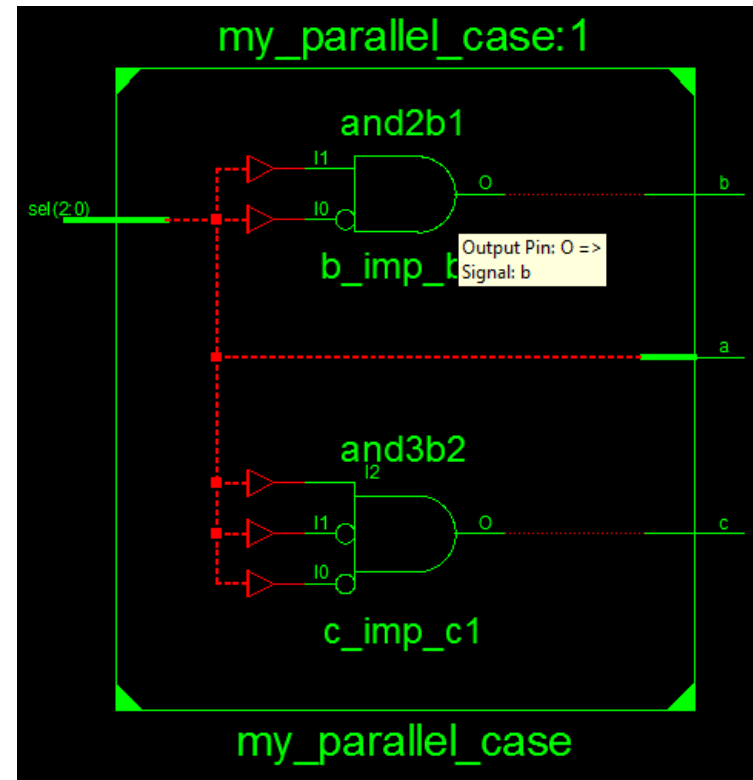 my_parallel_case:1
and2b1
I1
O
b
sel(2:0)
I0
b_imp_b
Output Pin: O =>
Signal: b
a
and3b2
I2
I1
O
c
I0
c_imp_c1
my_parallel_case